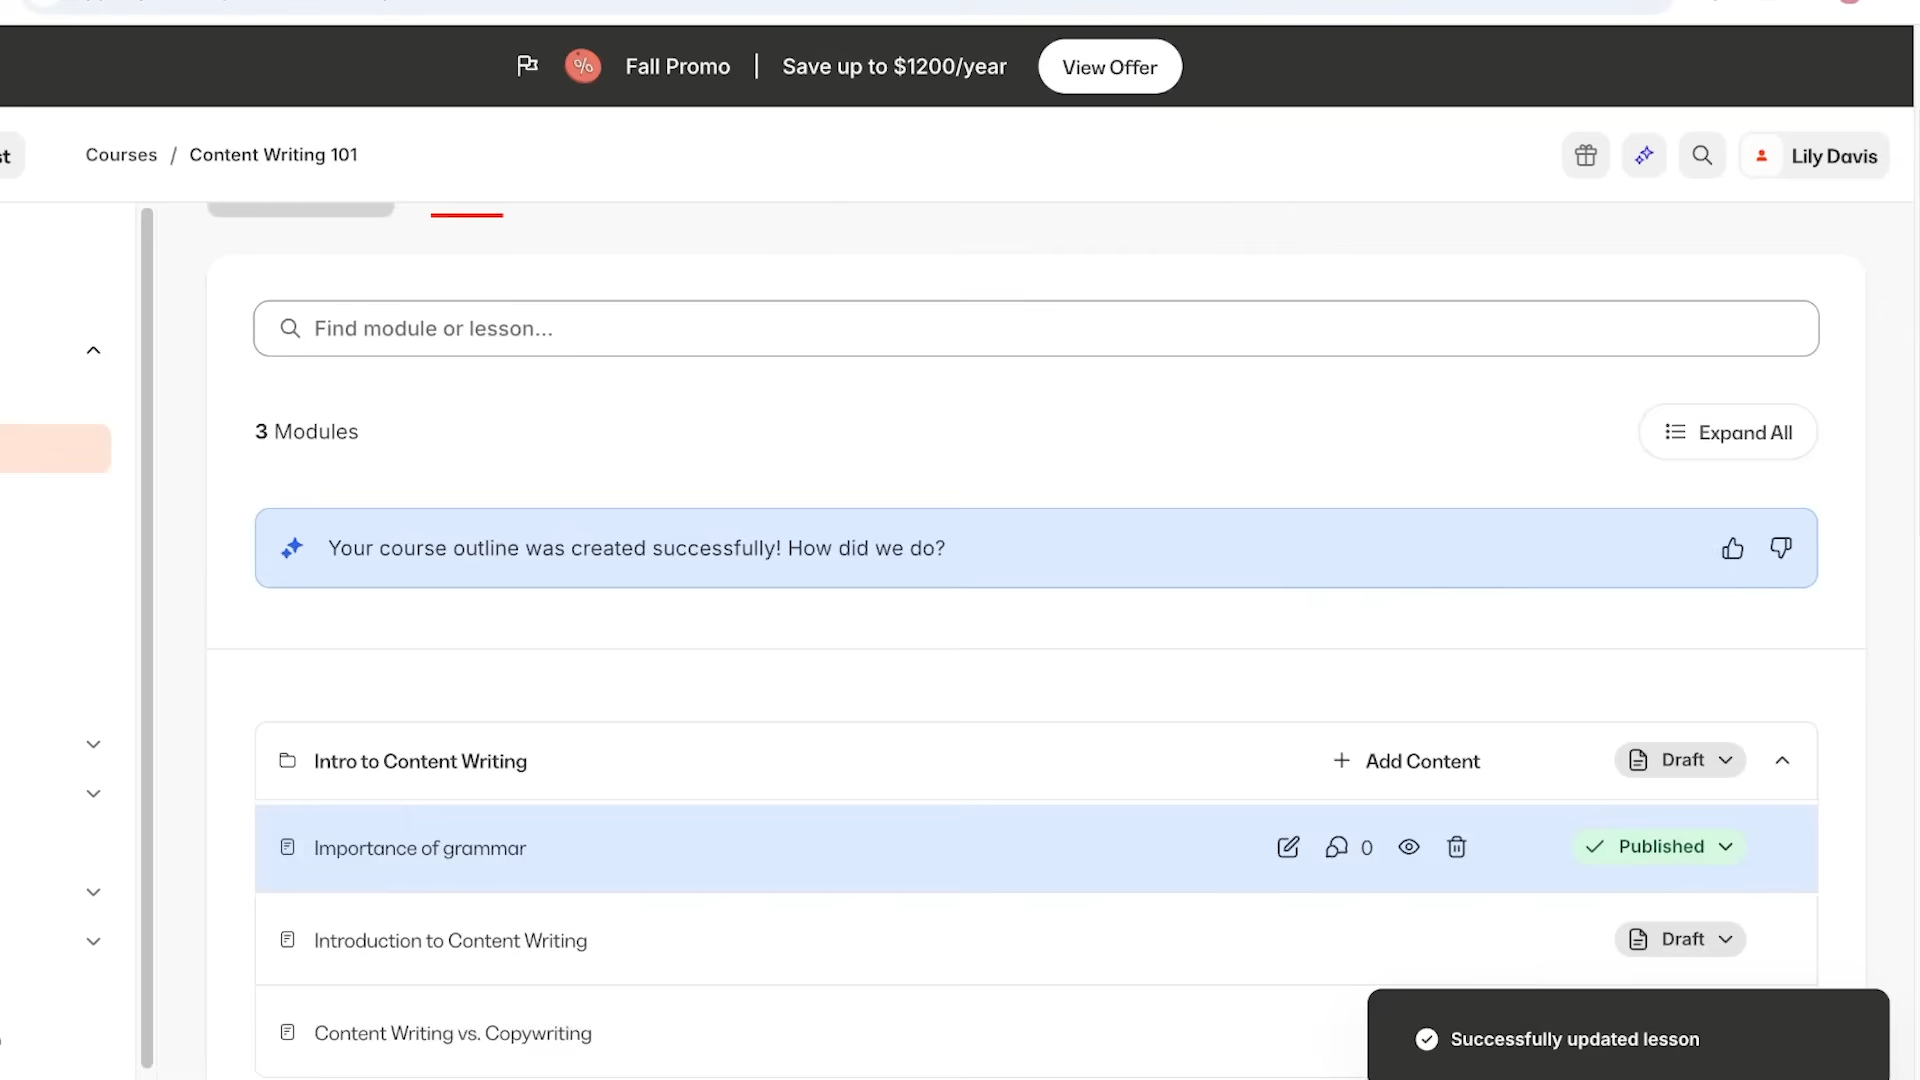 Fall Promo | Save up to $1200/year View Offer
Courses / Content Writing 101
Lily Davis
Find module or lesson...
3 Modules
Expand All
Your course outline was created successfully! How did we do?
Intro to Content Writing
+ Add Content
Draft
Importance of grammar
0
Published
Introduction to Content Writing
Draft
Content Writing vs. Copywriting
Successfully updated lesson